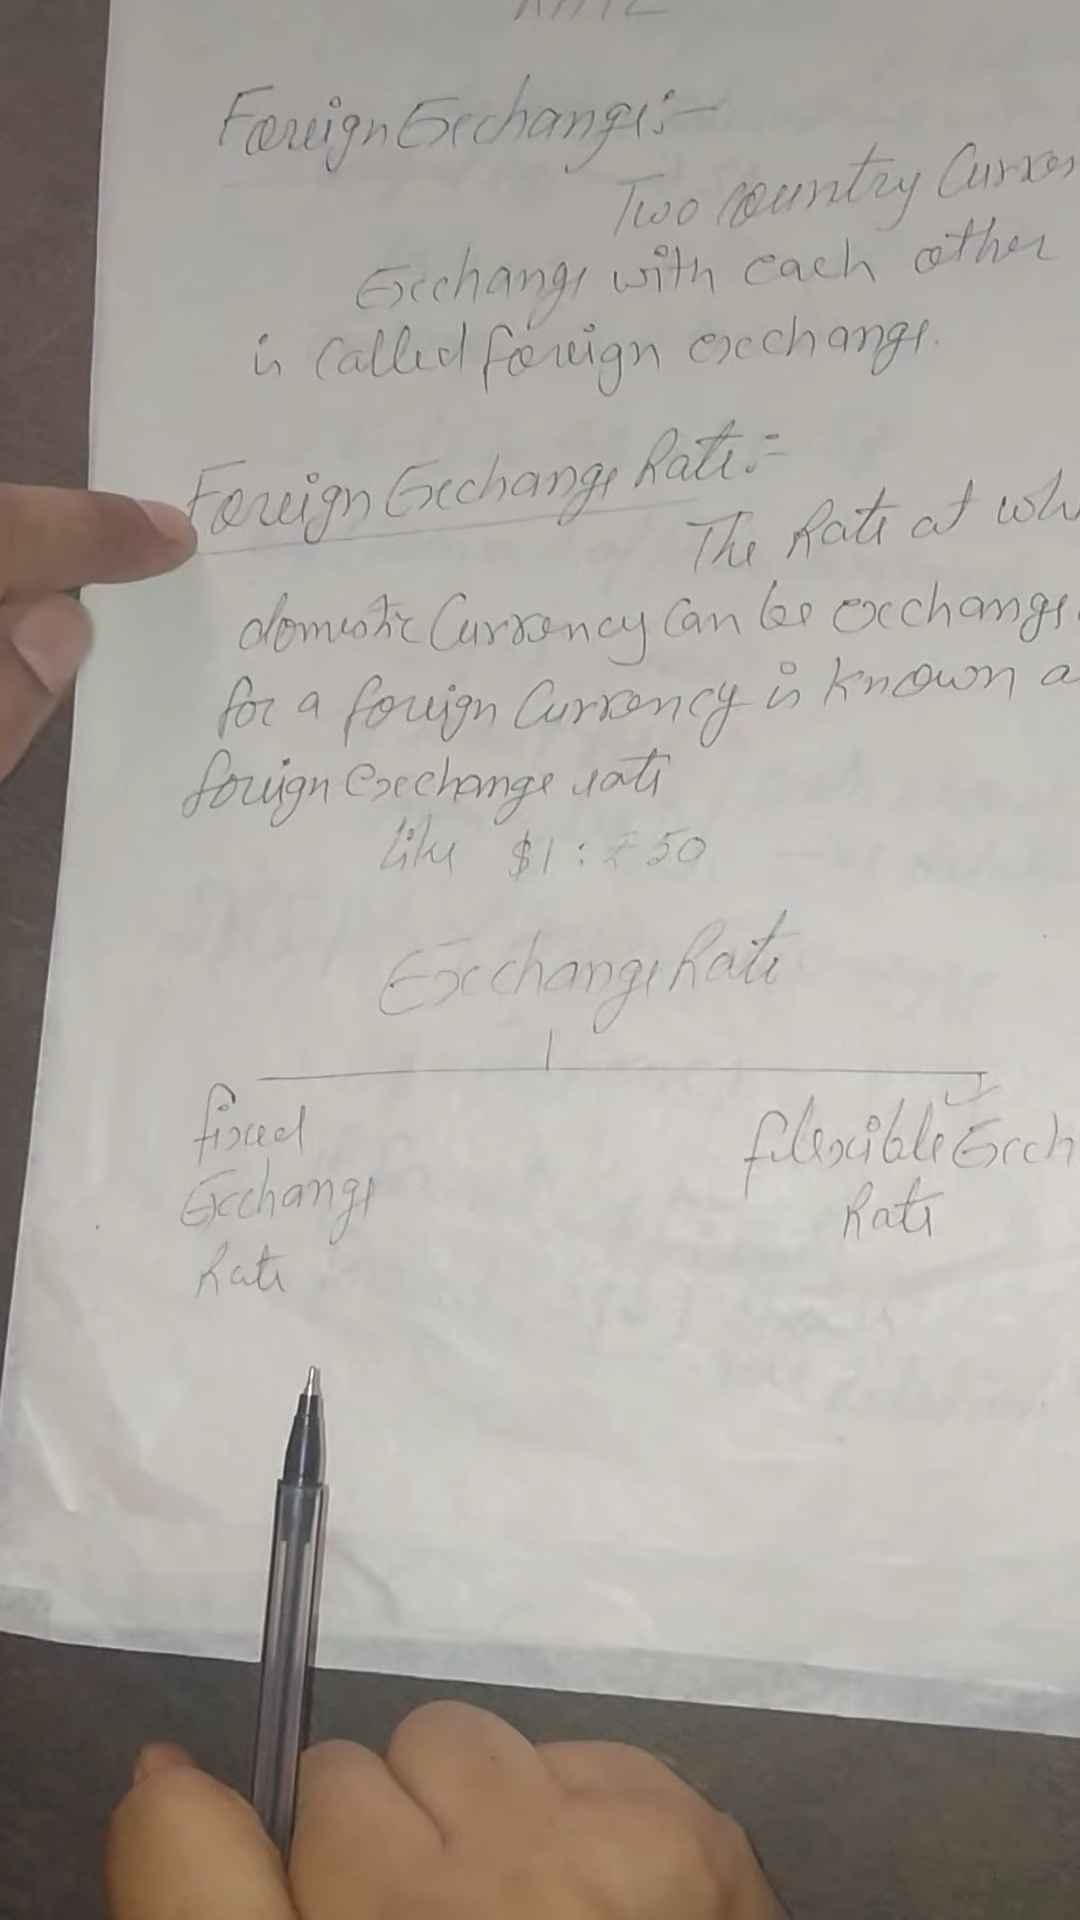 Foreign Exchange:-
Two country Curren
Exchange with each other
is called foreign exchange.
Foreign Exchange Rate:-
The Rate at whi
domestic Currency can be exchange
for a foreign Currency is known a
foreign exchange rate
like $1 : ₹50
Exchange Rate
fixed
Exchange
Rate
flexible Exch
Rate